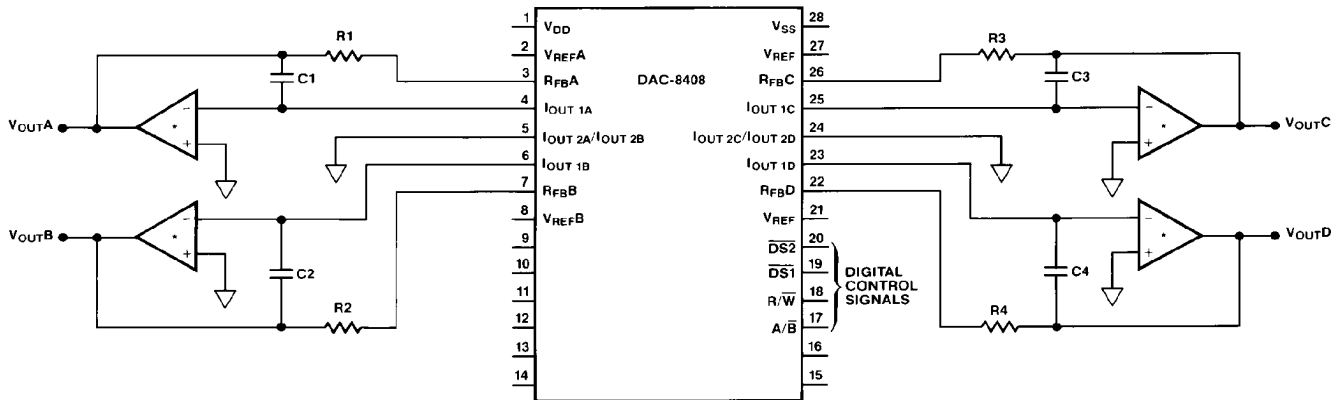 DAC-8408
1 VDD
2 VREFA
3 RFBA
4 IOUT 1A
5 IOUT 2A/IOUT 2B
6 IOUT 1B
7 RFBB
8 VREFB
9
10
11
12
13
14
28 VSS
27 VREF
26 RFBC
25 IOUT 1C
24 IOUT 2C/IOUT 2D
23 IOUT 1D
22 RFBD
21 VREF
20 DS2
19 DS1
18 R/W
17 A/B
16
15
DIGITAL
CONTROL
SIGNALS
R1
C1
VOUTA
-
*
+
VOUTB
-
*
+
C2
R2
R3
C3
VOUTC
-
*
+
VOUTD
-
*
+
C4
R4